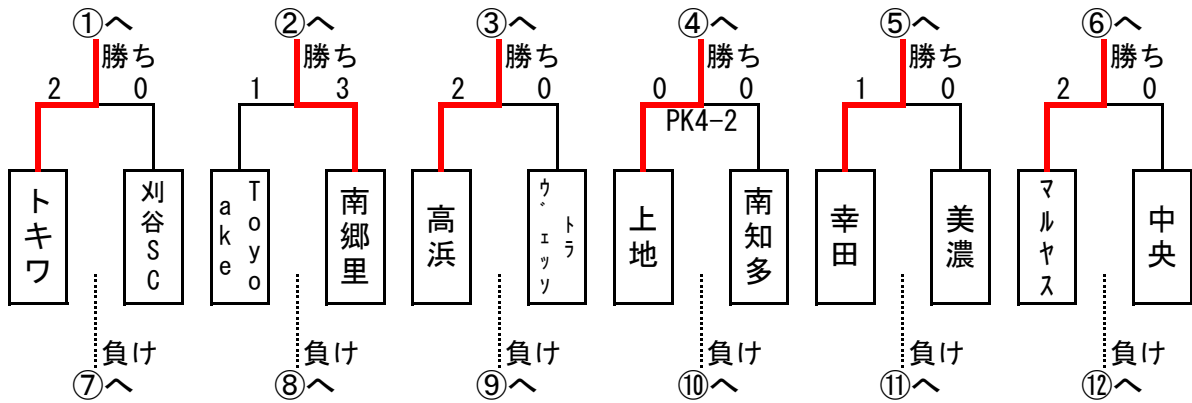 ①へ ②へ ③へ ④へ ⑤へ ⑥へ
勝ち 勝ち 勝ち 勝ち 勝ち 勝ち
2 0 1 3 2 0 0 0 1 0 2 0
PK4-2
トキワ
刈谷SC
Toyo
ake
南郷里
高浜
トラ
ヴェッソ
上地
南知多
幸田
美濃
マルヤス
中央
負け 負け 負け 負け 負け 負け
⑦へ ⑧へ ⑨へ ⑩へ ⑪へ ⑫へ